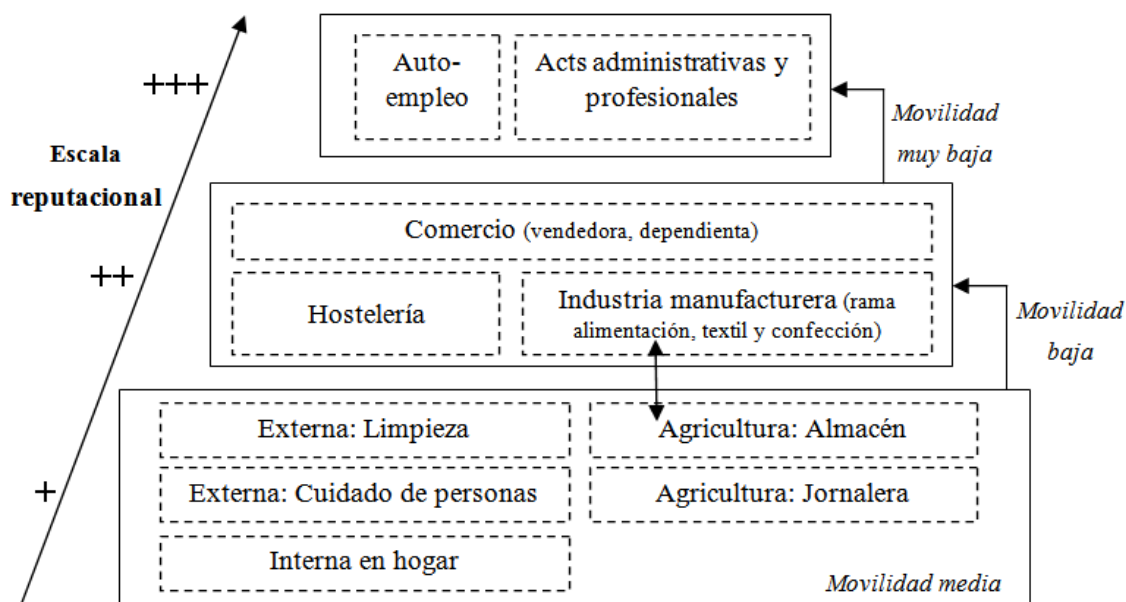 Auto-
empleo
Acts administrativas y
profesionales
+++
Movilidad
muy baja
Escala
reputacional
Comercio (vendedora, dependienta)
++
Hostelería
Industria manufacturera (rama
alimentación, textil y confección)
Movilidad
baja
Externa: Limpieza
Agricultura: Almacén
+
Externa: Cuidado de personas
Agricultura: Jornalera
Interna en hogar
Movilidad media